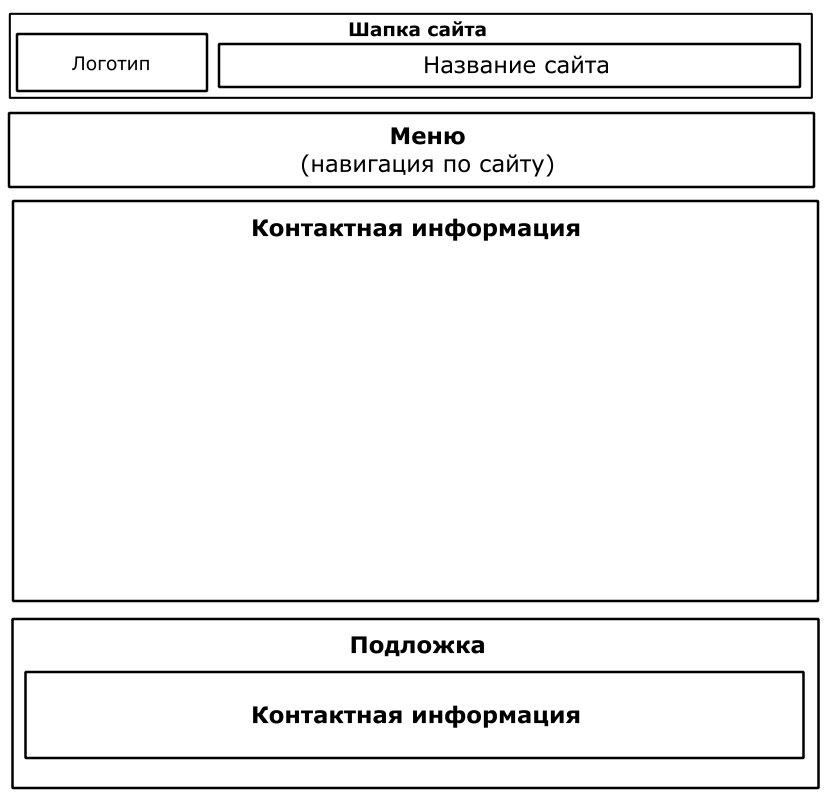 Шапка сайта
Логотип
Название сайта
Меню
(навигация по сайту)
Контактная информация
Подложка
Контактная информация